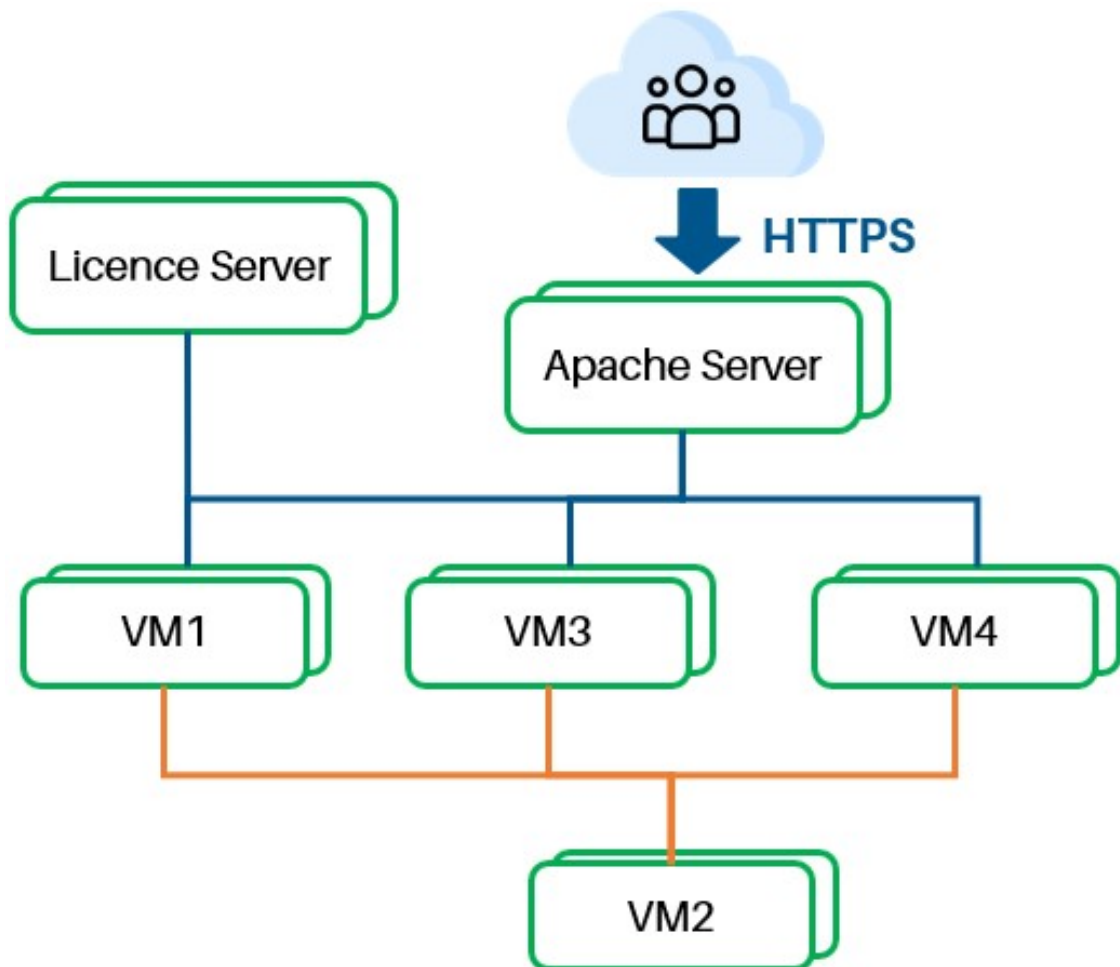 HTTPS
Licence Server
Apache Server
VM1
VM3
VM4
VM2